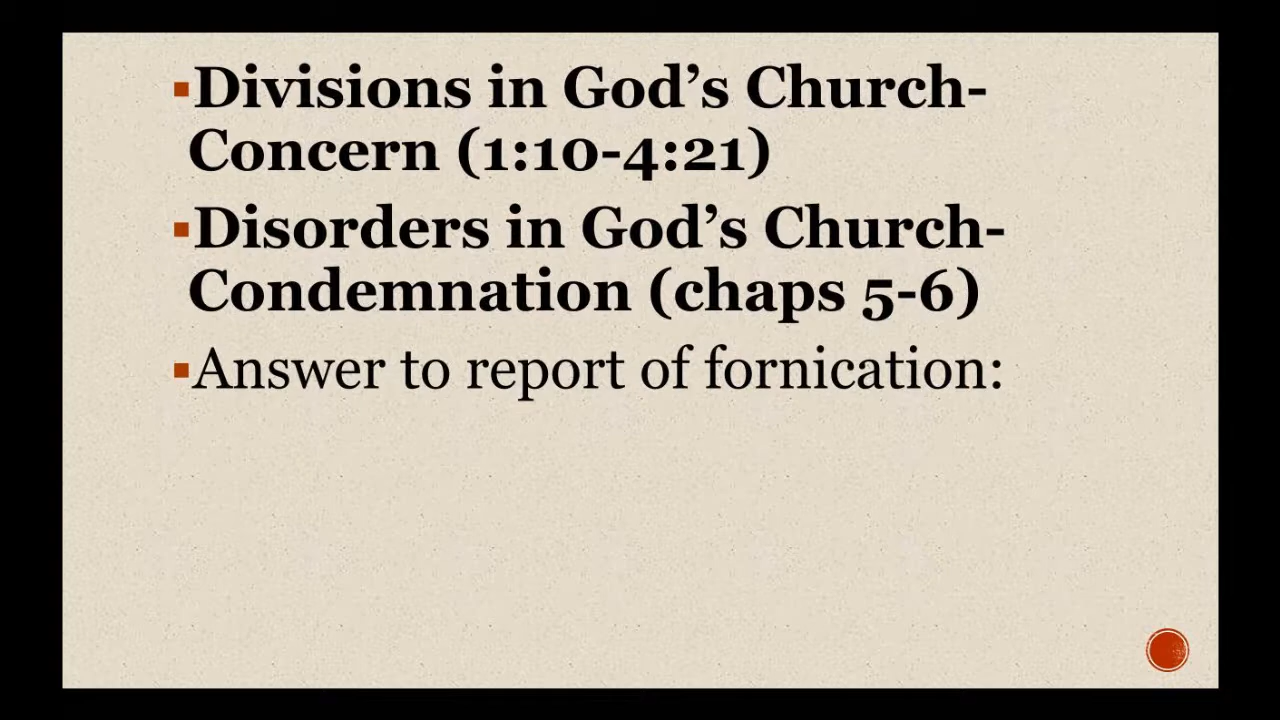 ▪Divisions in God’s Church-
Concern (1:10-4:21)
▪Disorders in God’s Church-
Condemnation (chaps 5-6)
▪Answer to report of fornication: